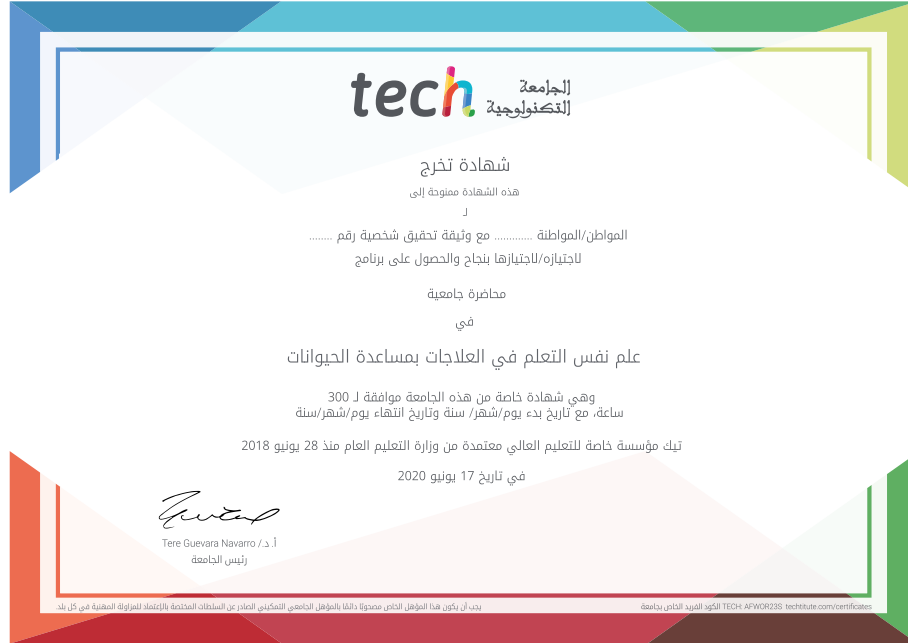 tech الجامعة
التكنولوجية
شهادة تخرج
هذه الشهادة ممنوحة إلى
لـ
المواطن/المواطنة ............. مع وثيقة تحقيق شخصية رقم ........
لاجتيازه/لاجتيازها بنجاح والحصول على برنامج
محاضرة جامعية
في
علم نفس التعلم في العلاجات بمساعدة الحيوانات
وهي شهادة خاصة من هذه الجامعة موافقة لـ 300
ساعة، مع تاريخ بدء يوم/شهر/ سنة وتاريخ انتهاء يوم/شهر/سنة
تيك مؤسسة خاصة للتعليم العالي معتمدة من وزارة التعليم العام منذ 28 يونيو 2018
في تاريخ 17 يونيو 2020
أ. د./ Tere Guevara Navarro
رئيس الجامعة
يجب أن يكون هذا المؤهل الخاص مصحوبًا دائمًا بالمؤهل الجامعي التمكيني الصادر عن السلطات المختصة بالإعتماد للمزاولة المهنية في كل بلد.
الكود الفريد الخاص بجامعة TECH: AFWOR23S techtitute.com/certificates